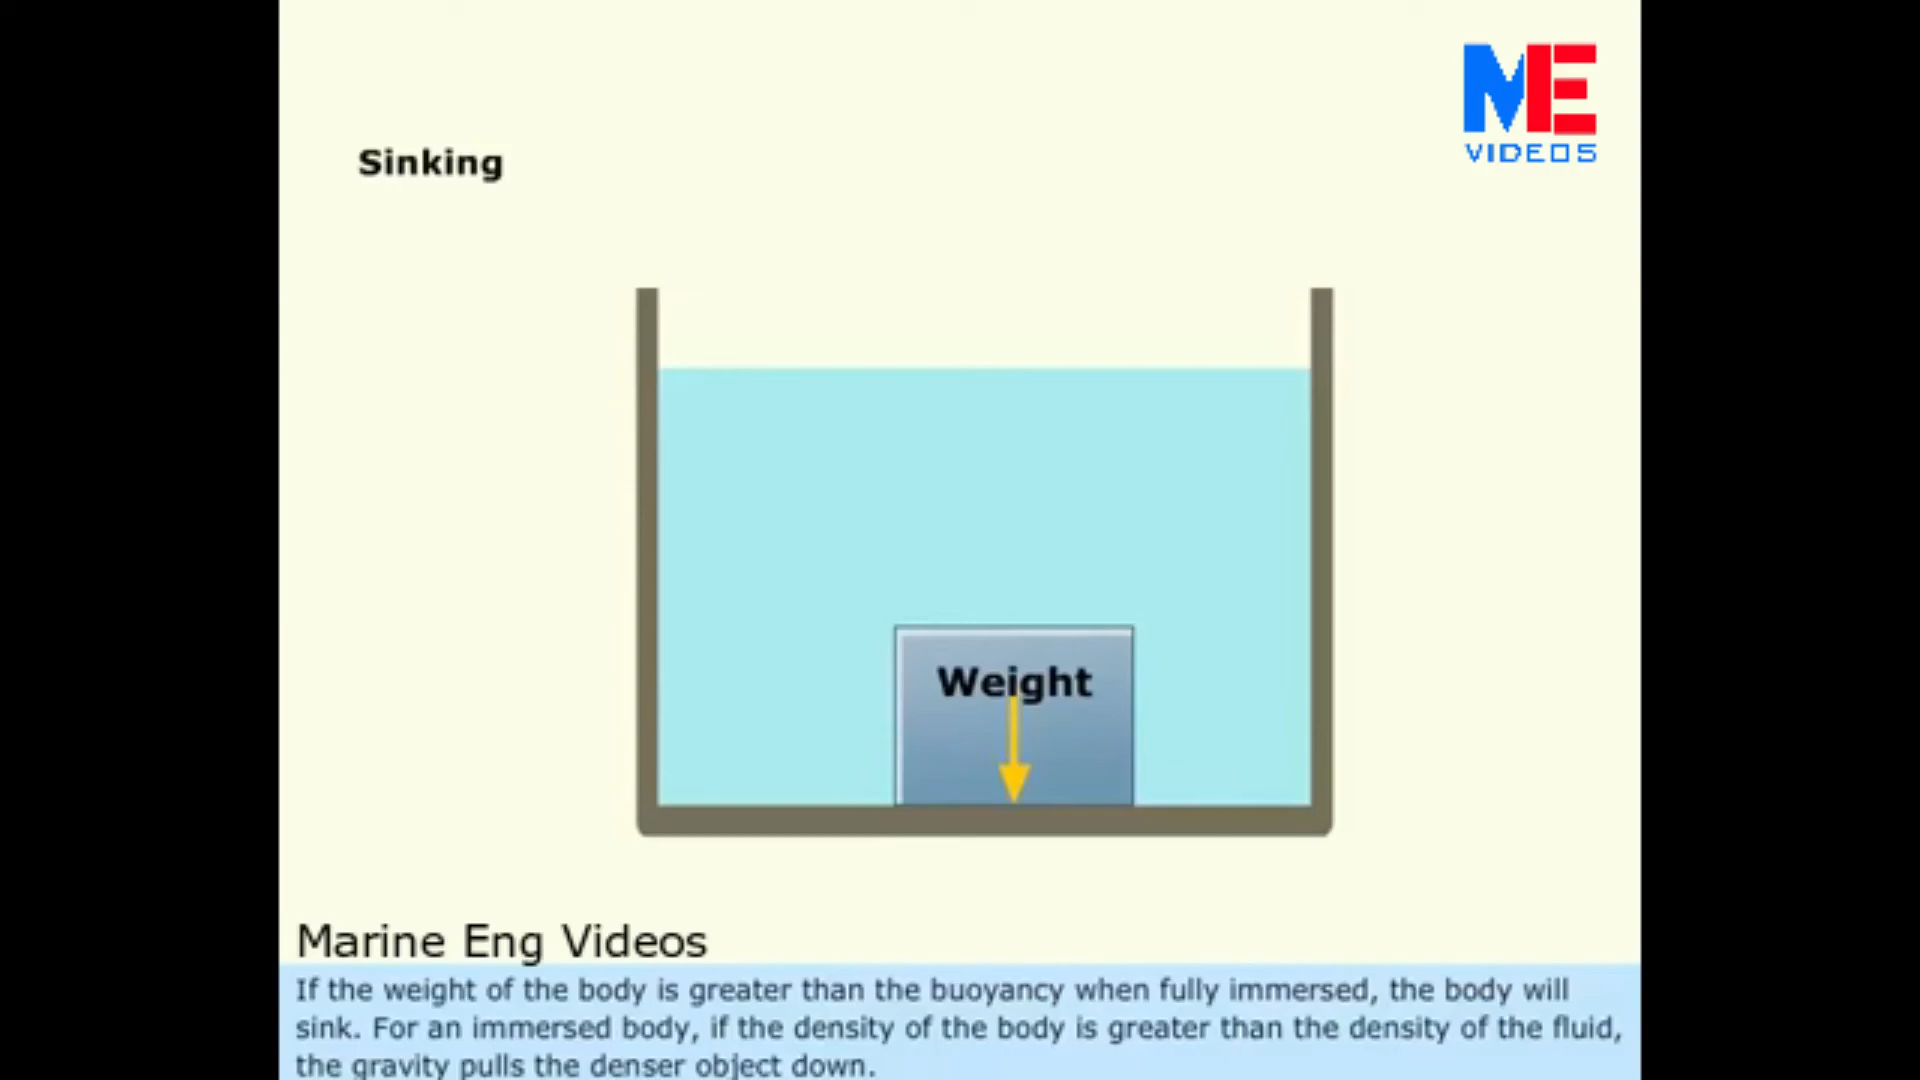 ME
VIDEOS
Sinking
Weight
Marine Eng Videos
If the weight of the body is greater than the buoyancy when fully immersed, the body will
sink. For an immersed body, if the density of the body is greater than the density of the fluid,
the gravity pulls the denser object down.